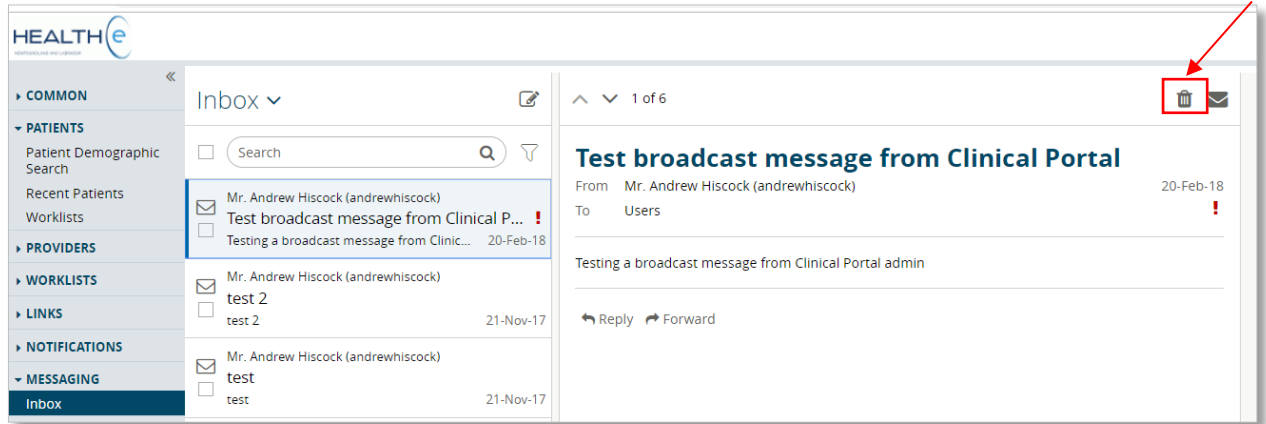 HEALTH e
NEWFOUNDLAND AND LABRADOR
«
COMMON
PATIENTS
Patient Demographic
Search
Recent Patients
Worklists
PROVIDERS
WORKLISTS
LINKS
NOTIFICATIONS
MESSAGING
Inbox
Inbox
Search
Mr. Andrew Hiscock (andrewhiscock)
Test broadcast message from Clinical P... !
Testing a broadcast message from Clinic... 20-Feb-18
Mr. Andrew Hiscock (andrewhiscock)
test 2
test 2 21-Nov-17
Mr. Andrew Hiscock (andrewhiscock)
test
test 21-Nov-17
1 of 6
Test broadcast message from Clinical Portal
From Mr. Andrew Hiscock (andrewhiscock) 20-Feb-18
To Users !
Testing a broadcast message from Clinical Portal admin
Reply Forward